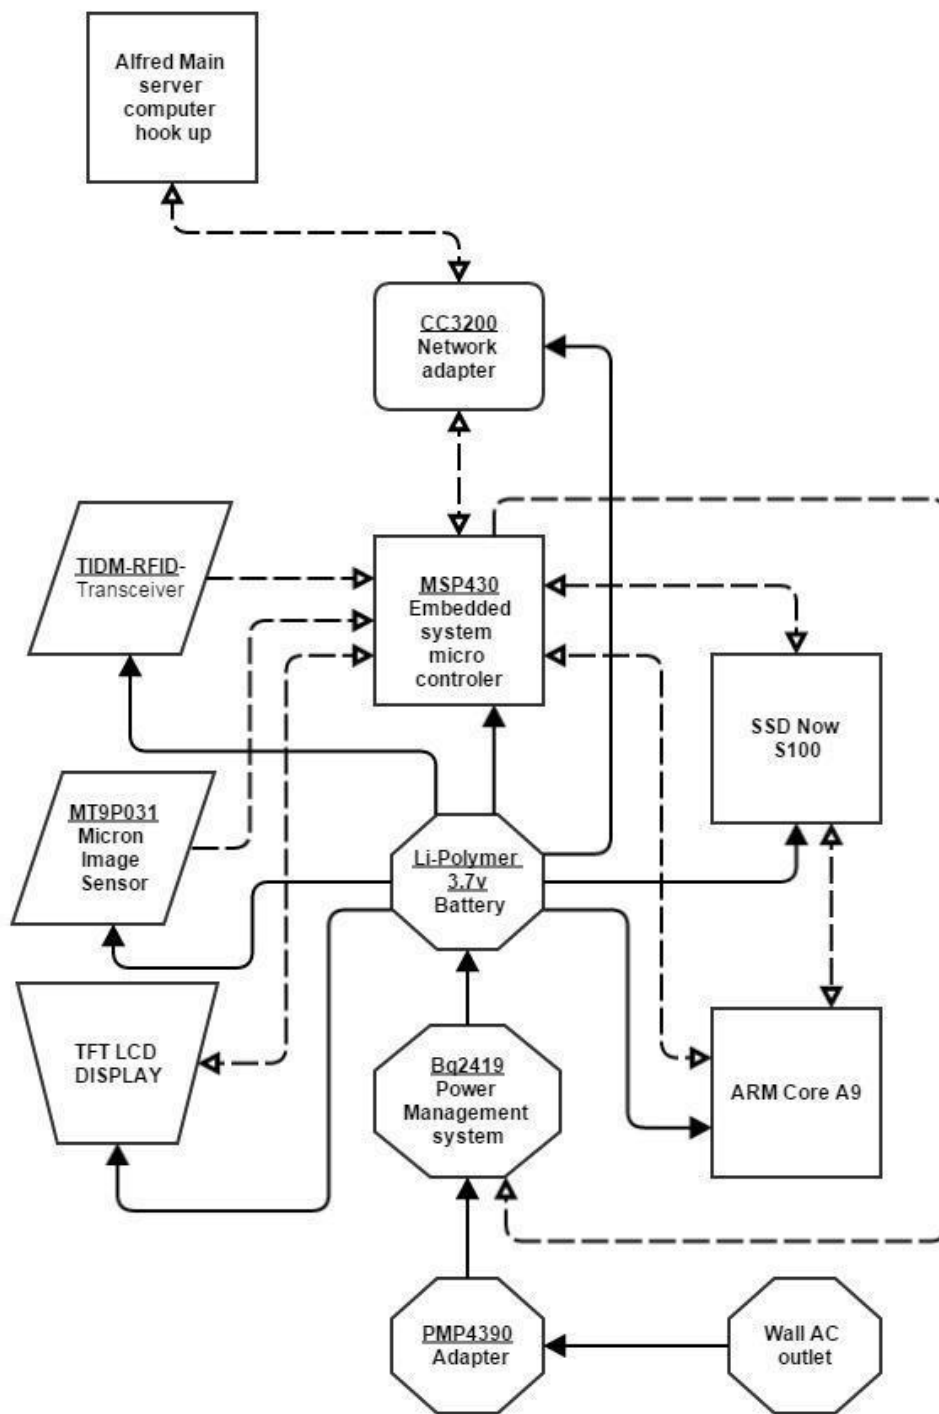 Alfred Main
server
computer
hook up
CC3200
Network
adapter
TIDM-RFID-
Transceiver
MSP430
Embedded
system
micro
controler
SSD Now
S100
MT9P031
Micron
Image
Sensor
Li-Polymer
3.7v
Battery
TFT LCD
DISPLAY
Bq2419
Power
Management
system
ARM Core A9
PMP4390
Adapter
Wall AC
outlet